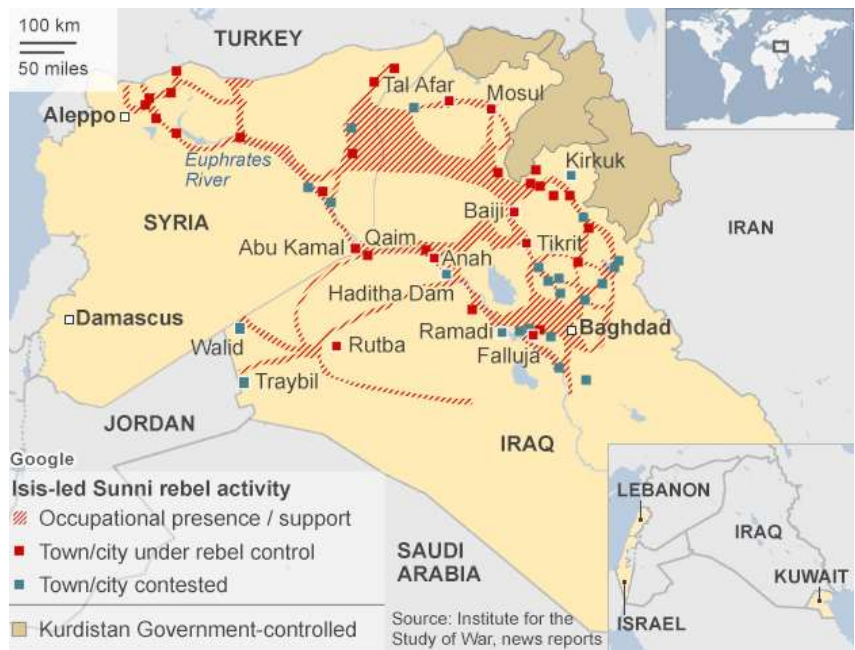 100 km
50 miles
TURKEY
Tal Afar
Mosul
Aleppo
Kirkuk
Euphrates
River
SYRIA
Baiji
IRAN
Abu Kamal
Qaim
Tikrit
Anah
Haditha Dam
Damascus
Ramadi
Baghdad
Walid
Rutba
Falluja
Traybil
JORDAN
IRAQ
Google
Isis-led Sunni rebel activity
Occupational presence / support
Town/city under rebel control
Town/city contested
Kurdistan Government-controlled
SAUDI
ARABIA
Source: Institute for the
Study of War, news reports
LEBANON
IRAQ
KUWAIT
ISRAEL